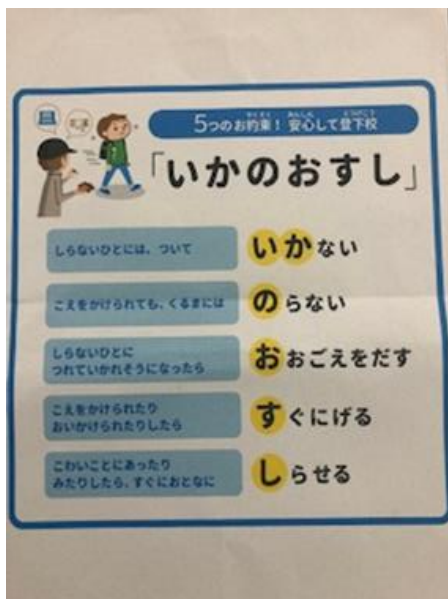 5つのお約束！ 安心して登下校
「いかのおすし」
しらないひとには、ついて
いかない
こえをかけられても、くるまには
のらない
しらないひとに
つれていかれそうになったら
おおごえをだす
こえをかけられたり
おいかけられたりしたら
すぐにげる
こわいことにあったり
みたりしたら、すぐにおとなに
しらせる